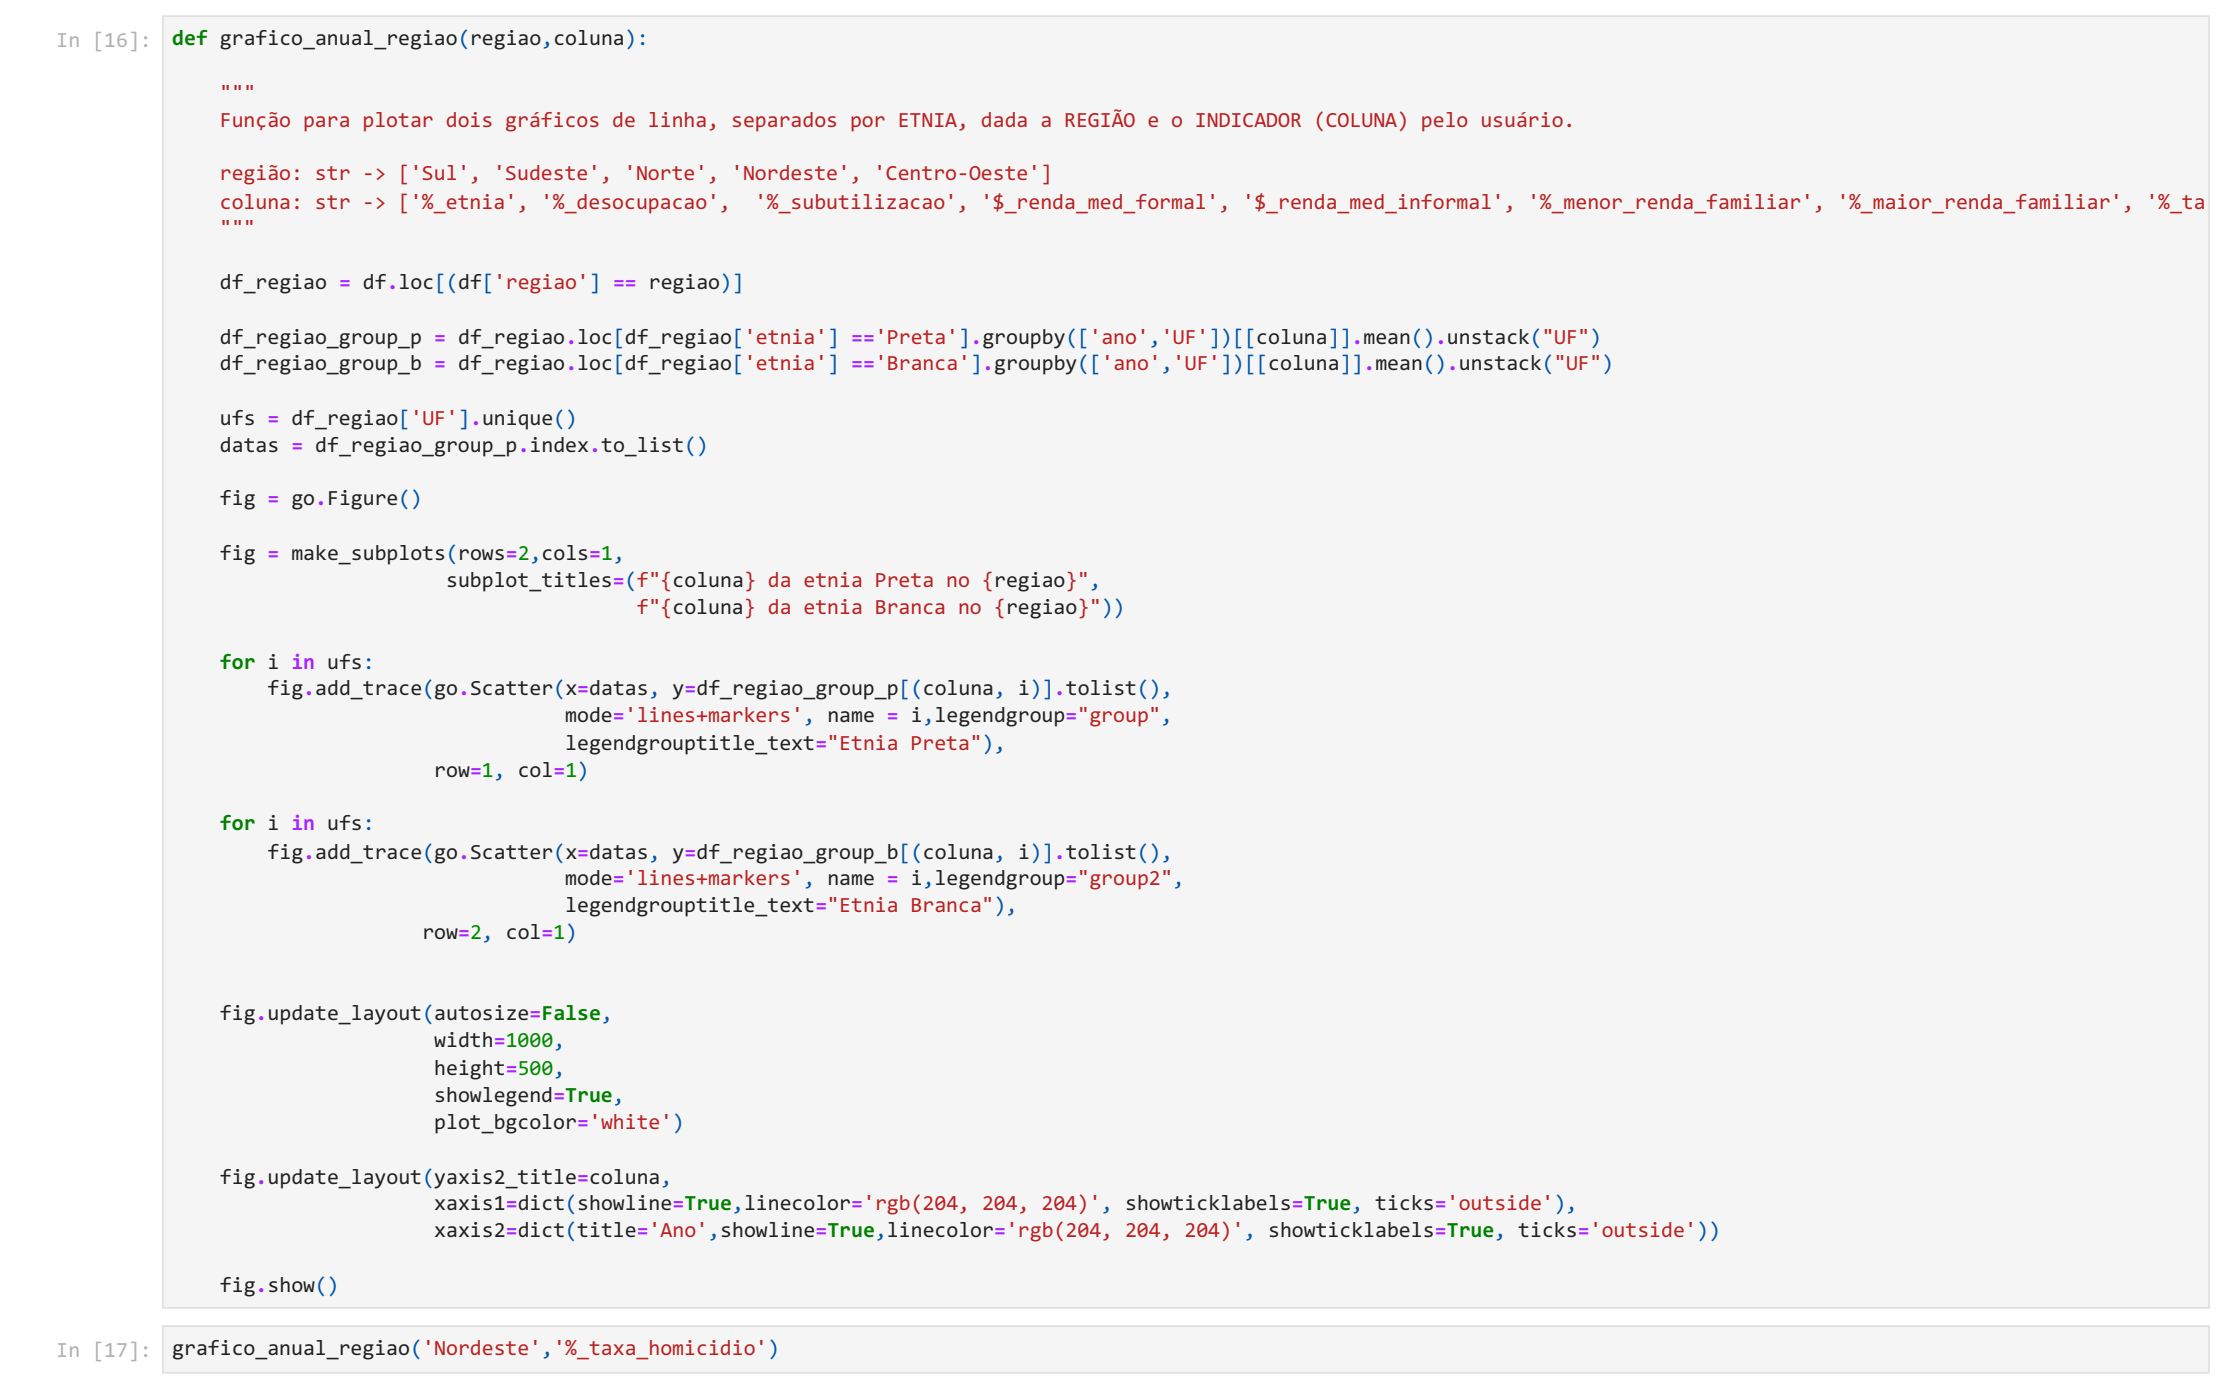 In [16]: def grafico_anual_regiao(regiao,coluna):
"""
Função para plotar dois gráficos de linha, separados por ETNIA, dada a REGIÃO e o INDICADOR (COLUNA) pelo usuário.
região: str -> ['Sul', 'Sudeste', 'Norte', 'Nordeste', 'Centro-Oeste']
coluna: str -> ['%_etnia', '%_desocupacao',  '%_subutilizacao', '$_renda_med_formal', '$_renda_med_informal', '%_menor_renda_familiar', '%_maior_renda_familiar', '%_ta
"""
df_regiao = df.loc[(df['regiao'] == regiao)]
df_regiao_group_p = df_regiao.loc[df_regiao['etnia'] =='Preta'].groupby(['ano','UF'])[[coluna]].mean().unstack("UF")
df_regiao_group_b = df_regiao.loc[df_regiao['etnia'] =='Branca'].groupby(['ano','UF'])[[coluna]].mean().unstack("UF")
ufs = df_regiao['UF'].unique()
datas = df_regiao_group_p.index.to_list()
fig = go.Figure()
fig = make_subplots(rows=2,cols=1,
subplot_titles=(f"{coluna} da etnia Preta no {regiao}",
f"{coluna} da etnia Branca no {regiao}"))
for i in ufs:
fig.add_trace(go.Scatter(x=datas, y=df_regiao_group_p[(coluna, i)].tolist(),
mode='lines+markers', name = i,legendgroup="group",
legendgrouptitle_text="Etnia Preta"),
row=1, col=1)
for i in ufs:
fig.add_trace(go.Scatter(x=datas, y=df_regiao_group_b[(coluna, i)].tolist(),
mode='lines+markers', name = i,legendgroup="group2",
legendgrouptitle_text="Etnia Branca"),
row=2, col=1)
fig.update_layout(autosize=False,
width=1000,
height=500,
showlegend=True,
plot_bgcolor='white')
fig.update_layout(yaxis2_title=coluna,
xaxis1=dict(showline=True,linecolor='rgb(204, 204, 204)', showticklabels=True, ticks='outside'),
xaxis2=dict(title='Ano',showline=True,linecolor='rgb(204, 204, 204)', showticklabels=True, ticks='outside'))
fig.show()
In [17]: grafico_anual_regiao('Nordeste','%_taxa_homicidio')